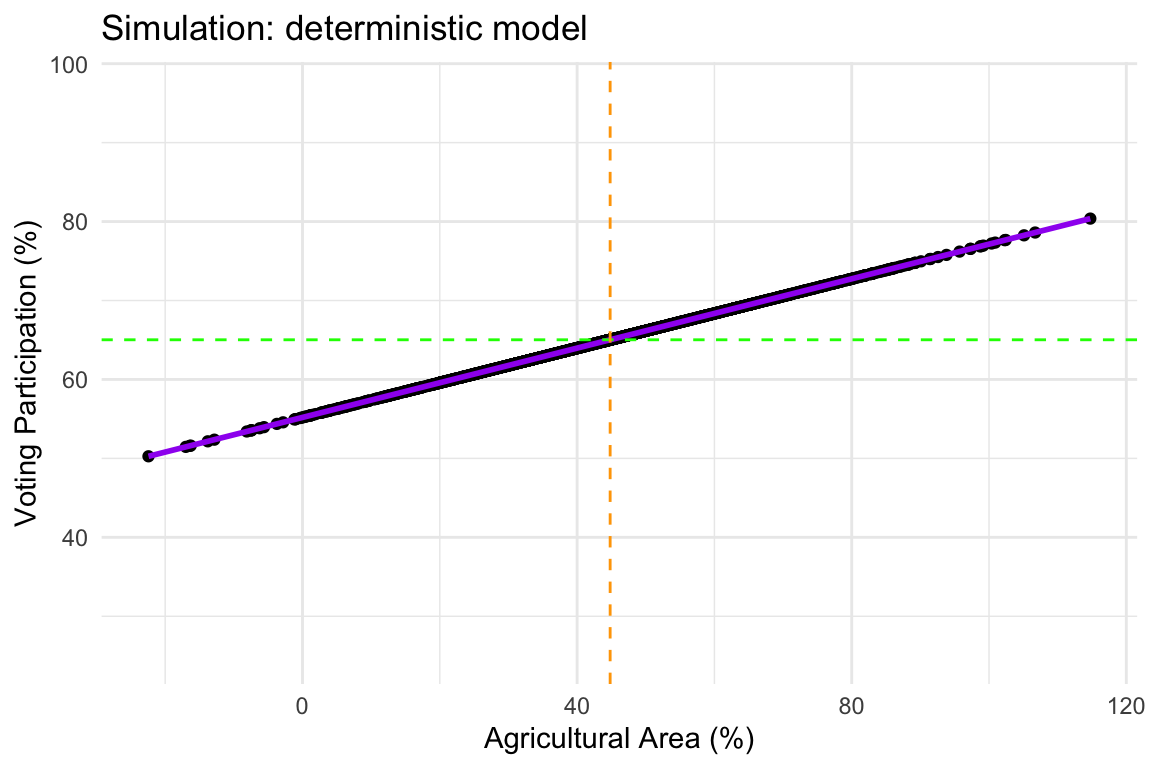 Simulation: deterministic model
100
80
60
40
Voting Participation (%)
0
40
80
120
Agricultural Area (%)